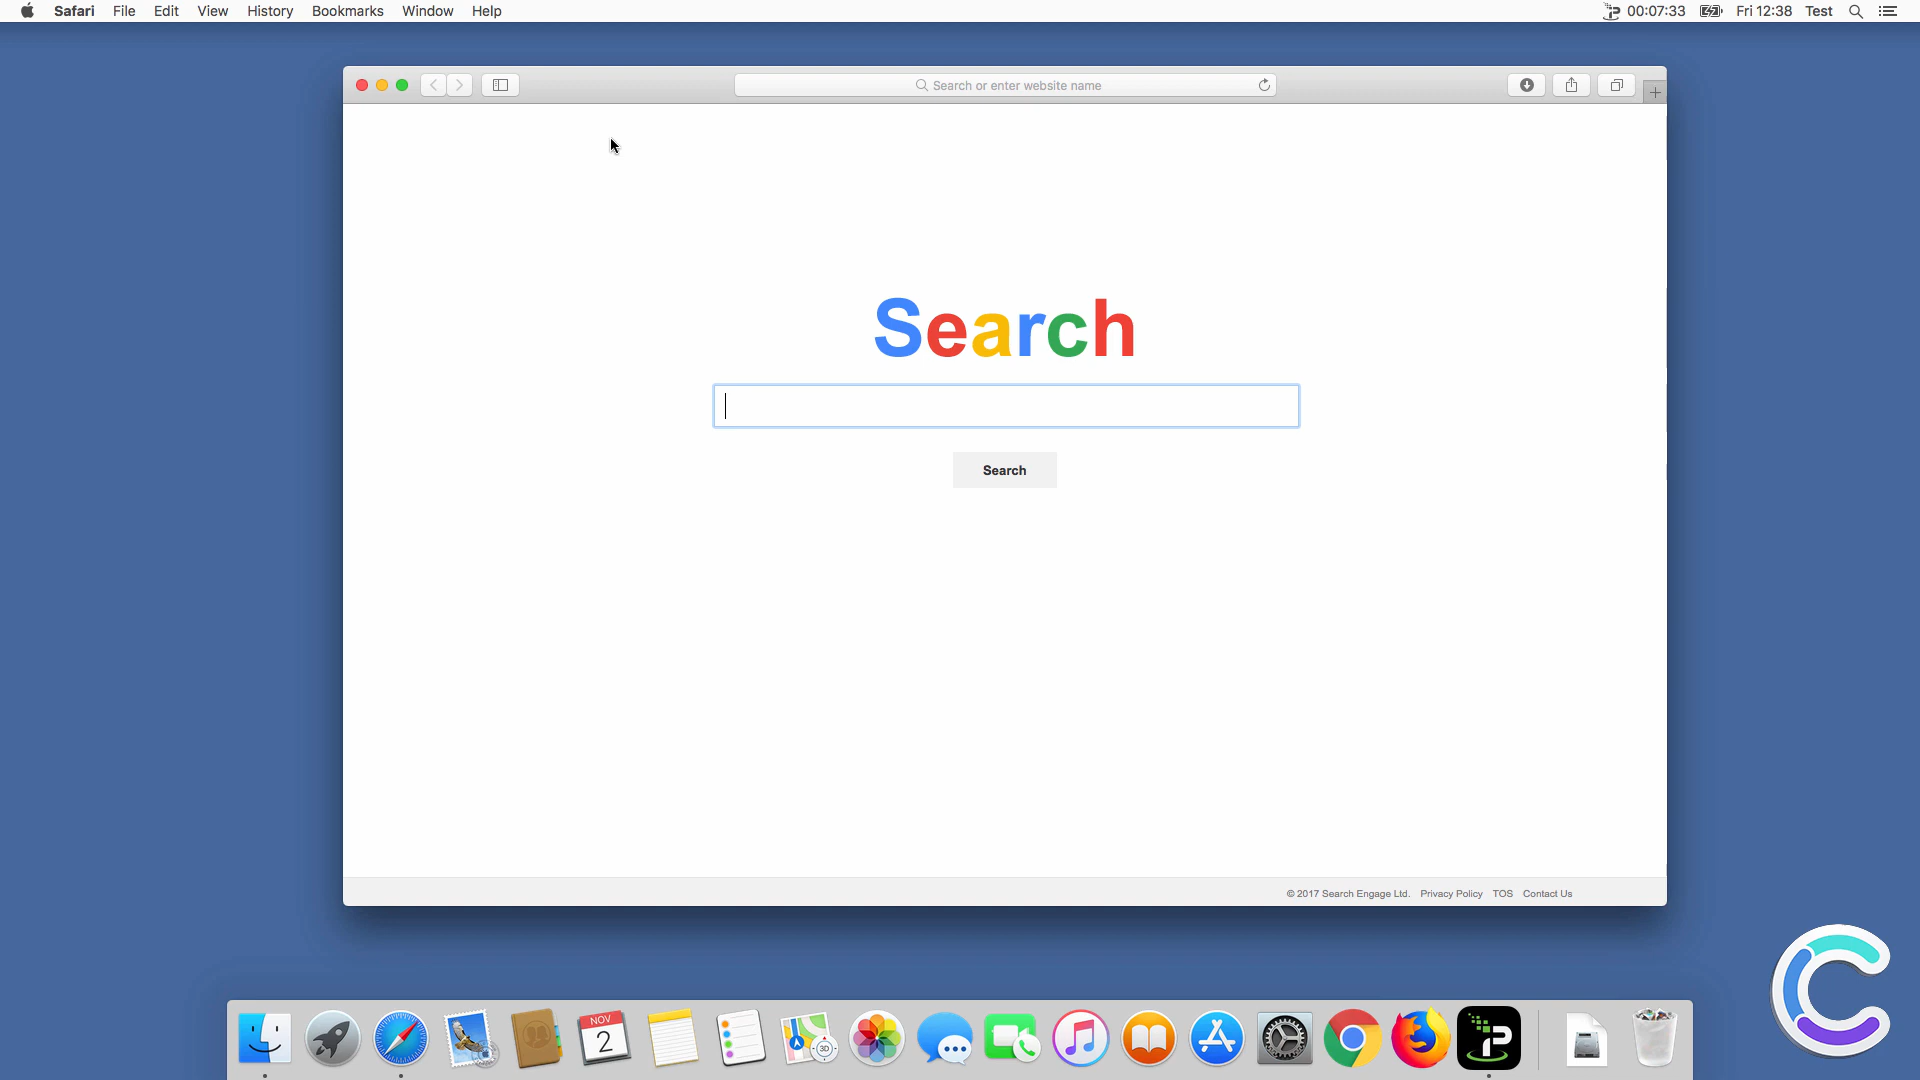 Safari File Edit View History Bookmarks Window Help 00:07:33 Fri 12:38 Test
Search or enter website name
Search
Search
© 2017 Search Engage Ltd. Privacy Policy TOS Contact Us
NOV
2
3D